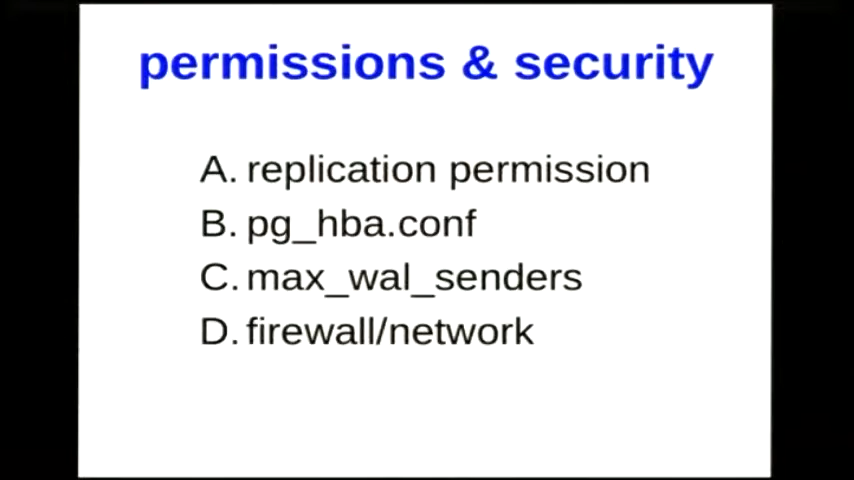 permissions & security
A. replication permission
B. pg_hba.conf
C. max_wal_senders
D. firewall/network